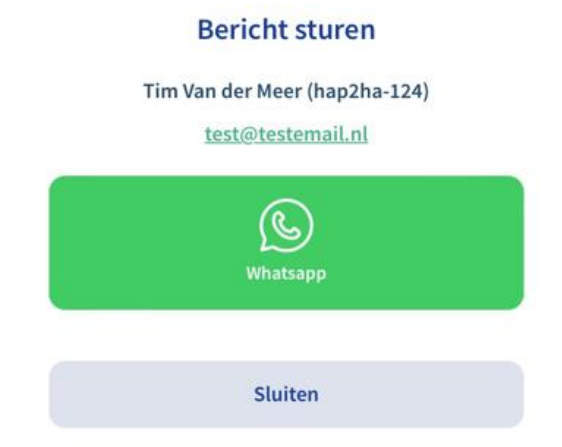 Bericht sturen
Tim Van der Meer (hap2ha-124)
test@testemail.nl
Whatsapp
Sluiten